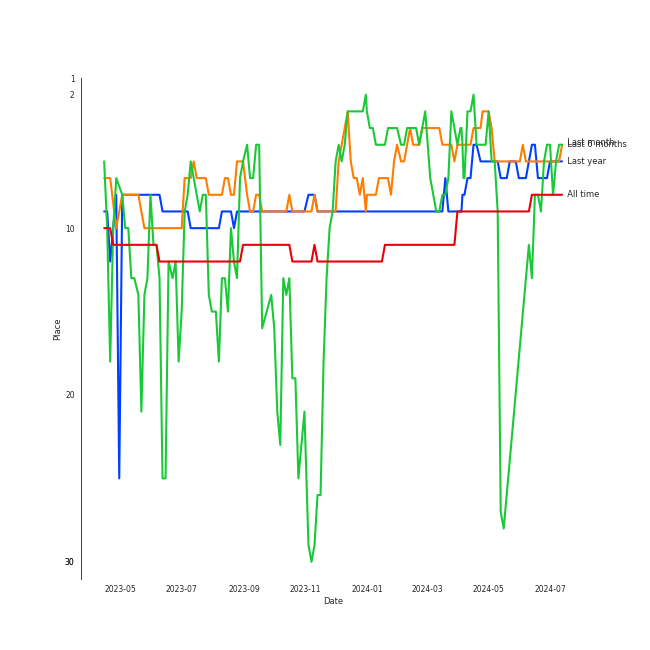 1
2
10
20
30
Place
2023-05
2023-07
2023-09
2023-11
2024-01
2024-03
2024-05
2024-07
Date
Last month
Last 6 months
Last year
All time